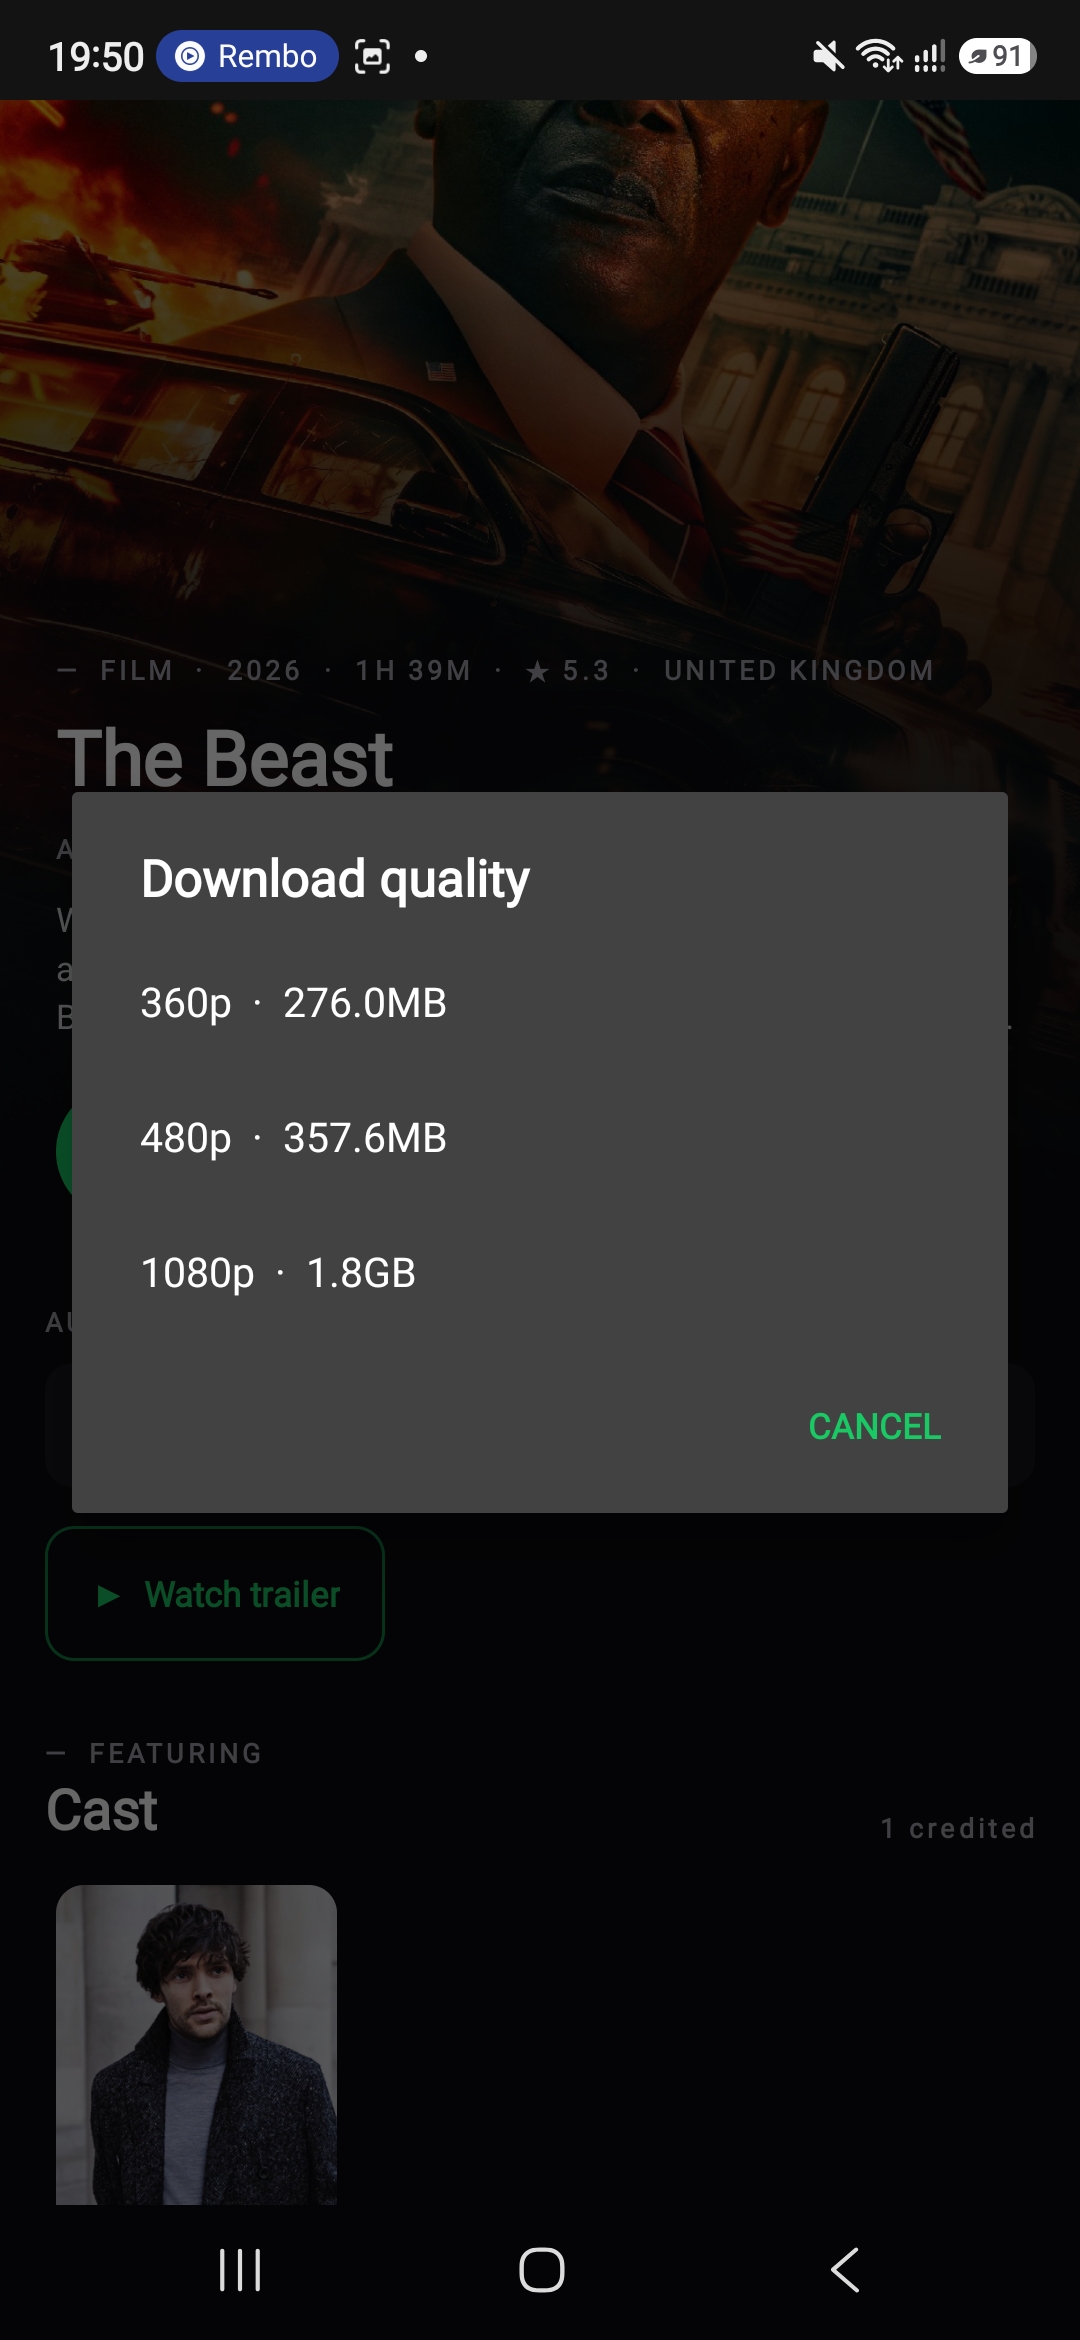 19:50 Rembo 91
— FILM · 2026 · 1H 39M · ★ 5.3 · UNITED KINGDOM
The Beast
Download quality
360p · 276.0MB
480p · 357.6MB
1080p · 1.8GB
CANCEL
▶ Watch trailer
— FEATURING
Cast
1 credited